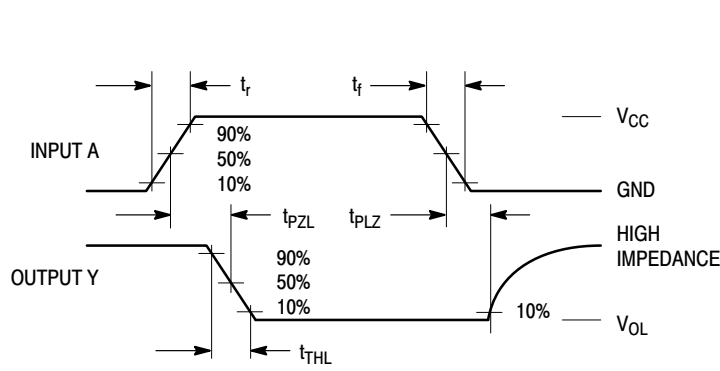 tr
tf
VCC
INPUT A
90%
50%
10%
GND
tPZL
tPLZ
HIGH
IMPEDANCE
OUTPUT Y
90%
50%
10%
10%
VOL
tTHL